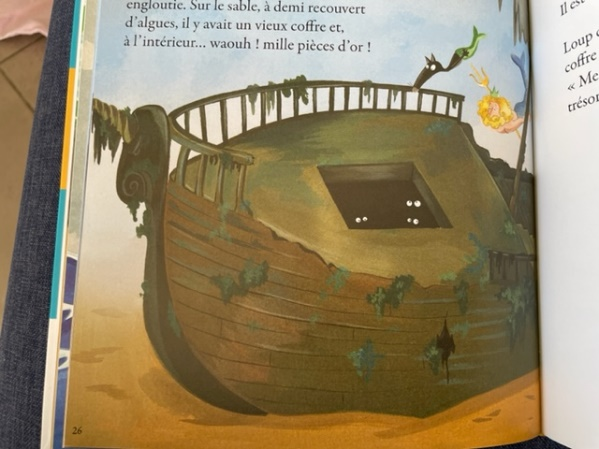 engloutie. Sur le sable, à demi recouvert
d'algues, il y avait un vieux coffre et,
à l'intérieur... waouh ! mille pièces d'or !
Il est
Loup
coffre
« Me
trésor
26